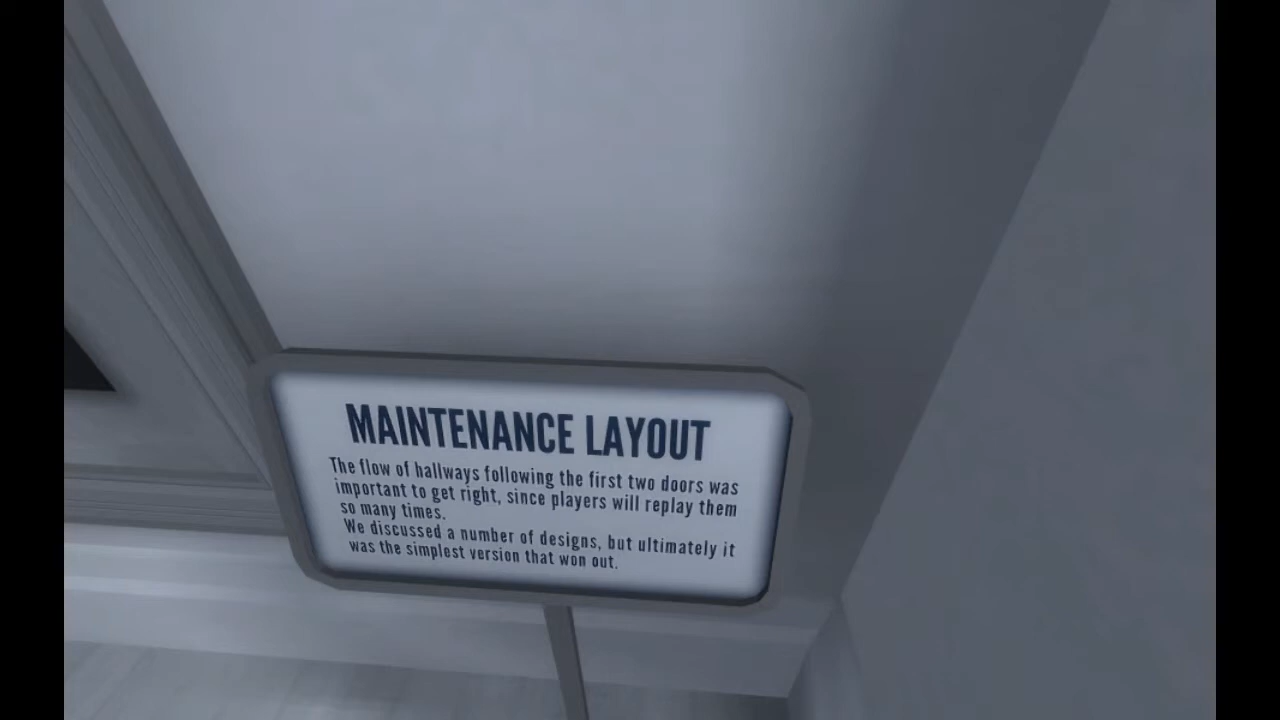 MAINTENANCE LAYOUT
The flow of hallways following the first two doors was
important to get right, since players will replay them
so many times.
We discussed a number of designs, but ultimately it
was the simplest version that won out.